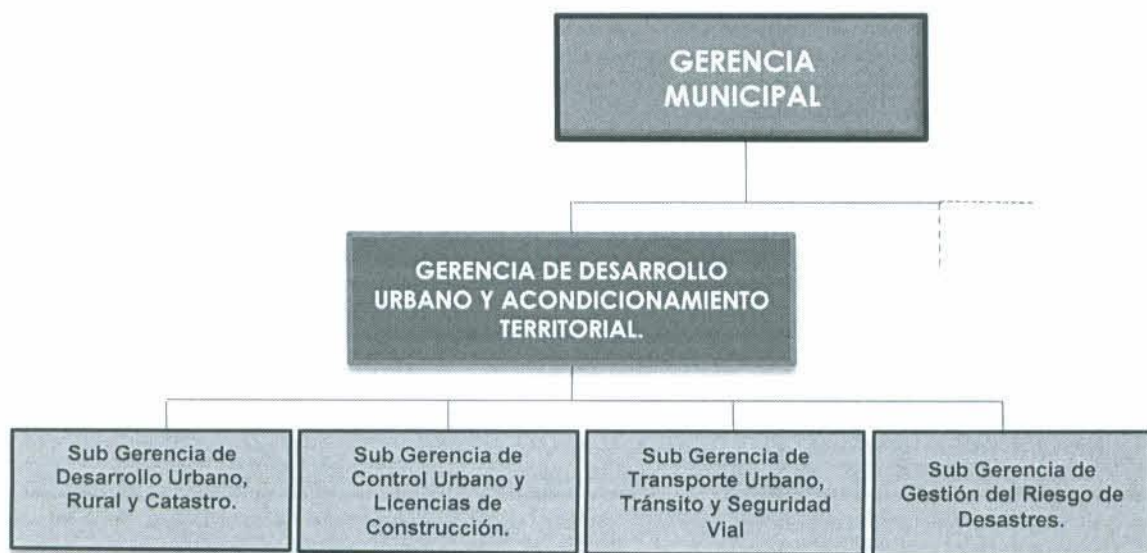 GERENCIA
MUNICIPAL
GERENCIA DE DESARROLLO
URBANO Y ACONDICIONAMIENTO
TERRITORIAL.
Sub Gerencia de
Desarrollo Urbano,
Rural y Catastro.
Sub Gerencia de
Control Urbano y
Licencias de
Construcción.
Sub Gerencia de
Transporte Urbano,
Tránsito y Seguridad
Vial
Sub Gerencia de
Gestión del Riesgo de
Desastres.